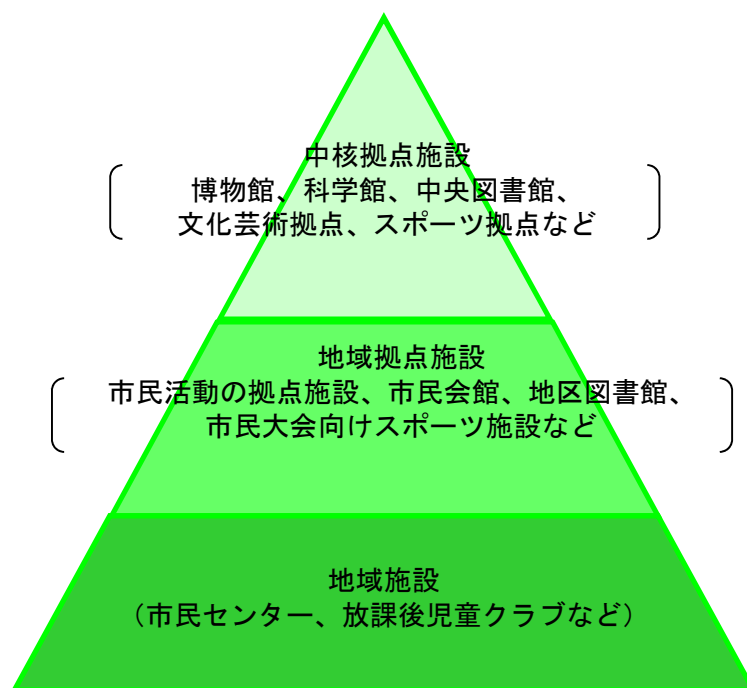 中核拠点施設
博物館、科学館、中央図書館、
文化芸術拠点、スポーツ拠点など
地域拠点施設
市民活動の拠点施設、市民会館、地区図書館、
市民大会向けスポーツ施設など
地域施設
（市民センター、放課後児童クラブなど）